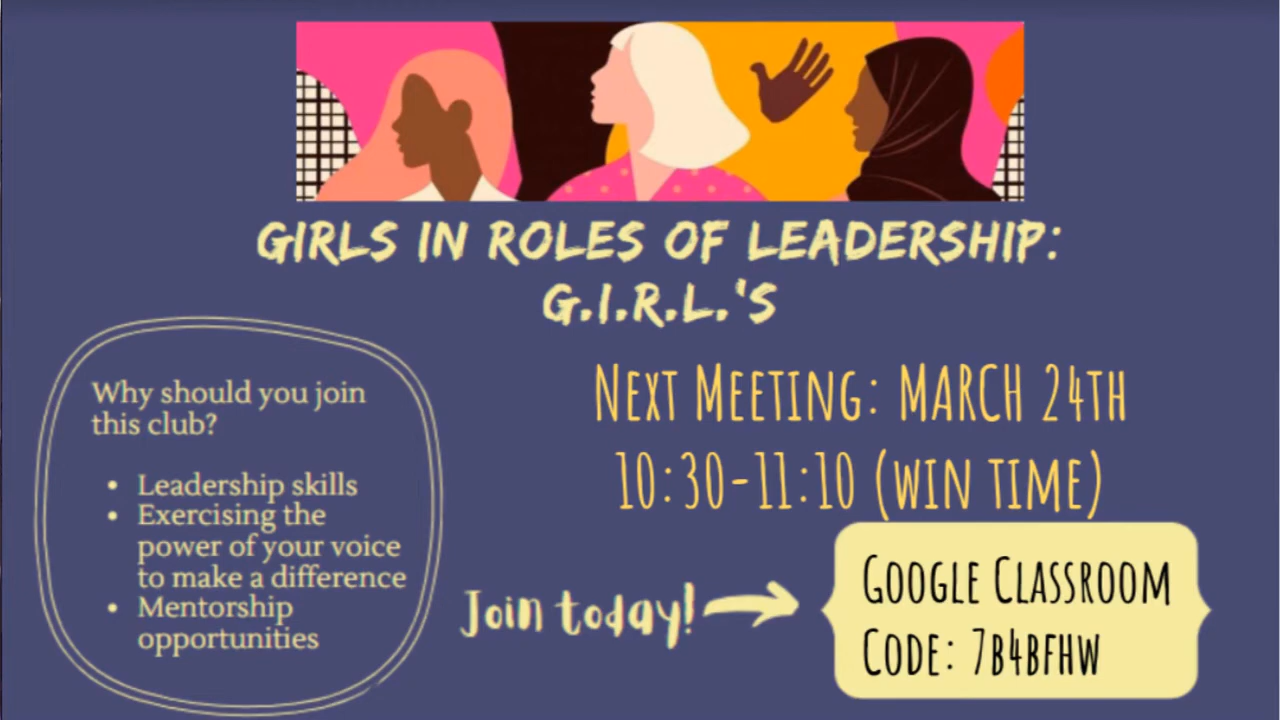 GIRLS IN ROLES OF LEADERSHIP:
G.I.R.L.'S
Why should you join
this club?
• Leadership skills
• Exercising the
power of your voice
to make a difference
• Mentorship
opportunities
NEXT MEETING: MARCH 24TH
10:30-11:10 (WIN TIME)
Join today!
GOOGLE CLASSROOM
CODE: 7B4BFHW